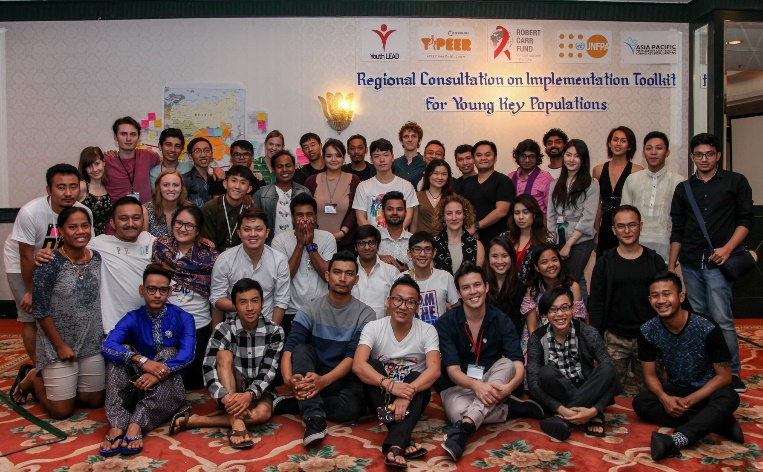 Youth LEAD
Y+PEER
ROBERT
CARR
FUND
UNFPA
ASIA PACIFIC
Regional Consultation on Implementation Toolkit
for Young Key Populations